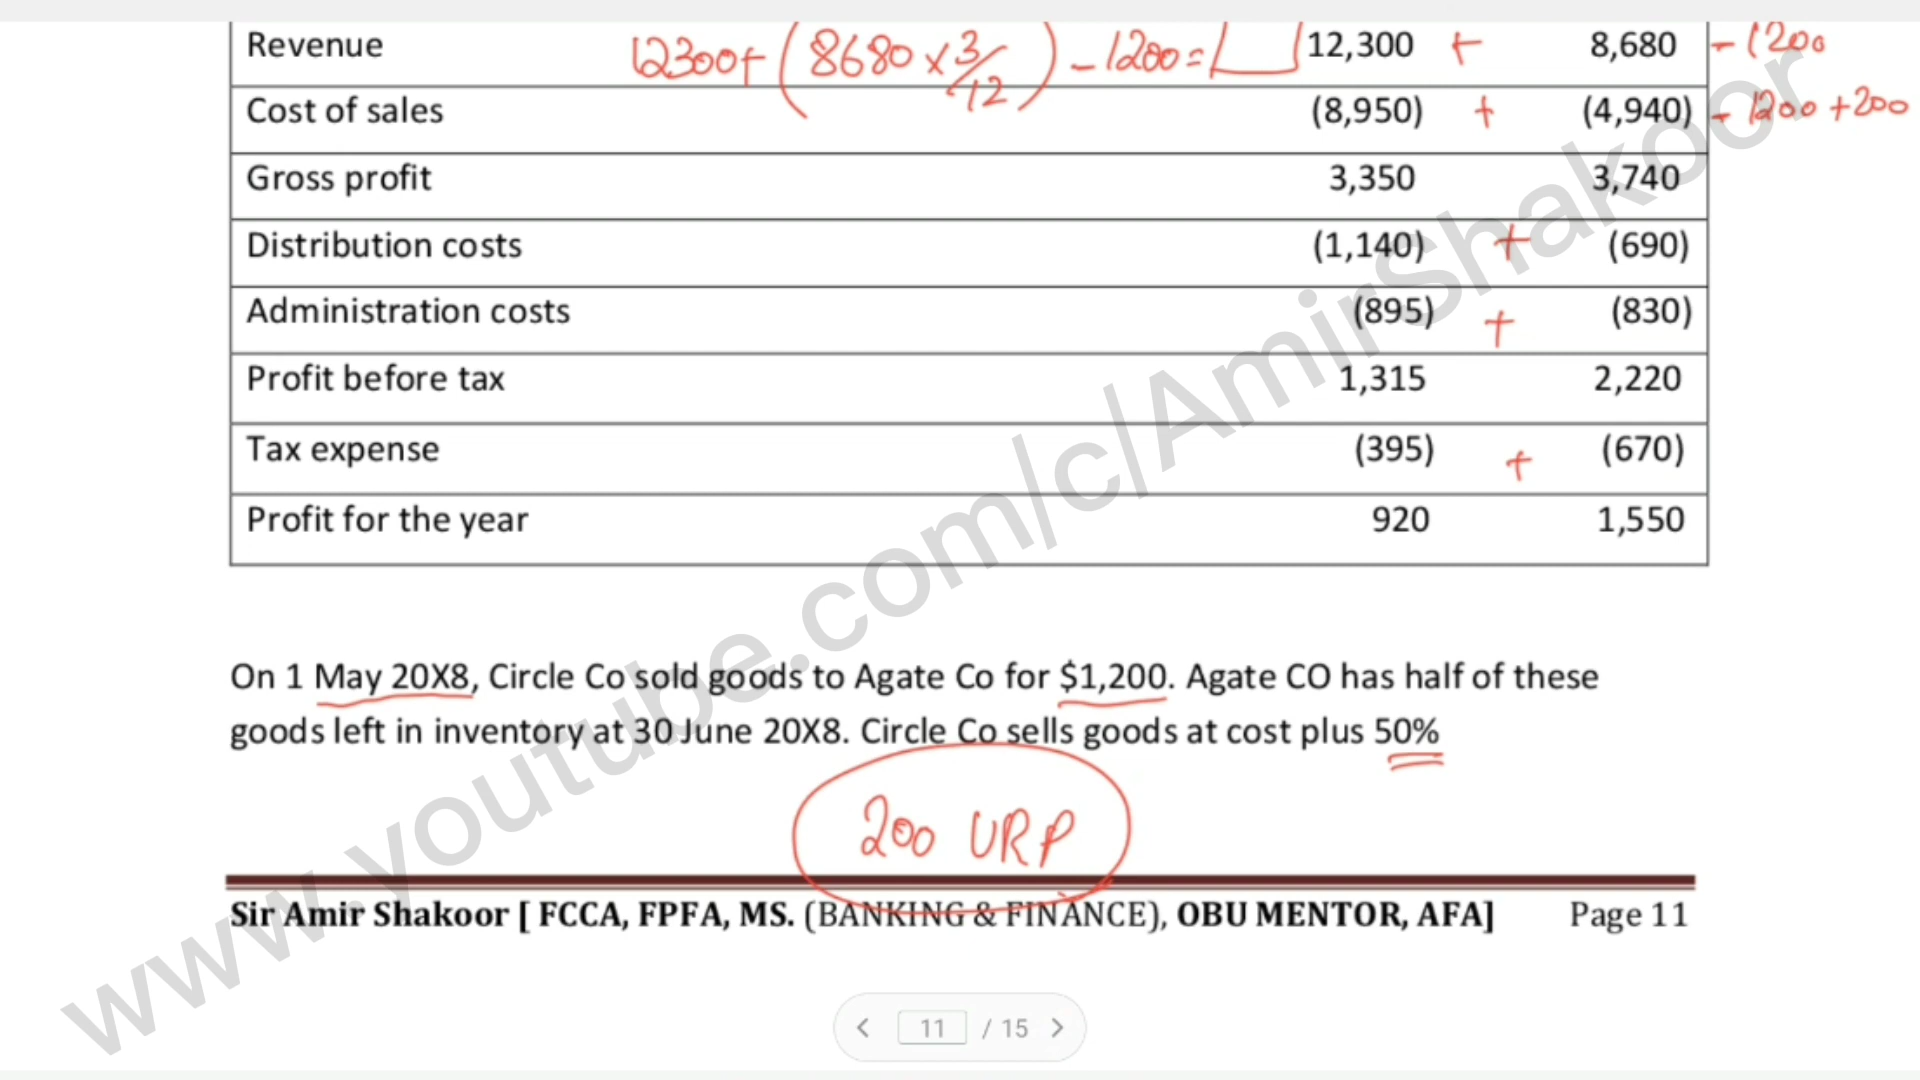 Revenue 12300+ (8680 x 3/12) - 1200 = 12,300 + 8,680 - 1200
Cost of sales (8,950) + (4,940) - 1200 +200
Gross profit 3,350 3,740
Distribution costs (1,140) + (690)
Administration costs (895) + (830)
Profit before tax 1,315 2,220
Tax expense (395) + (670)
Profit for the year 920 1,550
On 1 May 20X8, Circle Co sold goods to Agate Co for $1,200. Agate CO has half of these
goods left in inventory at 30 June 20X8. Circle Co sells goods at cost plus 50%
200 URP
Sir Amir Shakoor [ FCCA, FPFA, MS. (BANKING & FINANCE), OBU MENTOR, AFA] Page 11
www.youtube.com/c/AmirShakoor
< 11 / 15 >